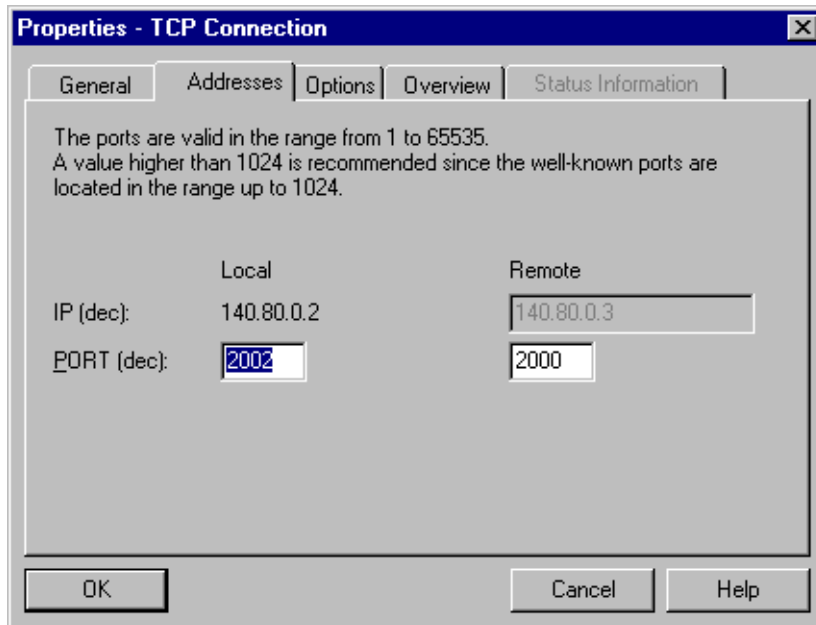 Properties - TCP Connection
General Addresses Options Overview Status Information
The ports are valid in the range from 1 to 65535.
A value higher than 1024 is recommended since the well-known ports are
located in the range up to 1024.
Local Remote
IP (dec): 140.80.0.2 140.80.0.3
PORT (dec): 2002 2000
OK Cancel Help